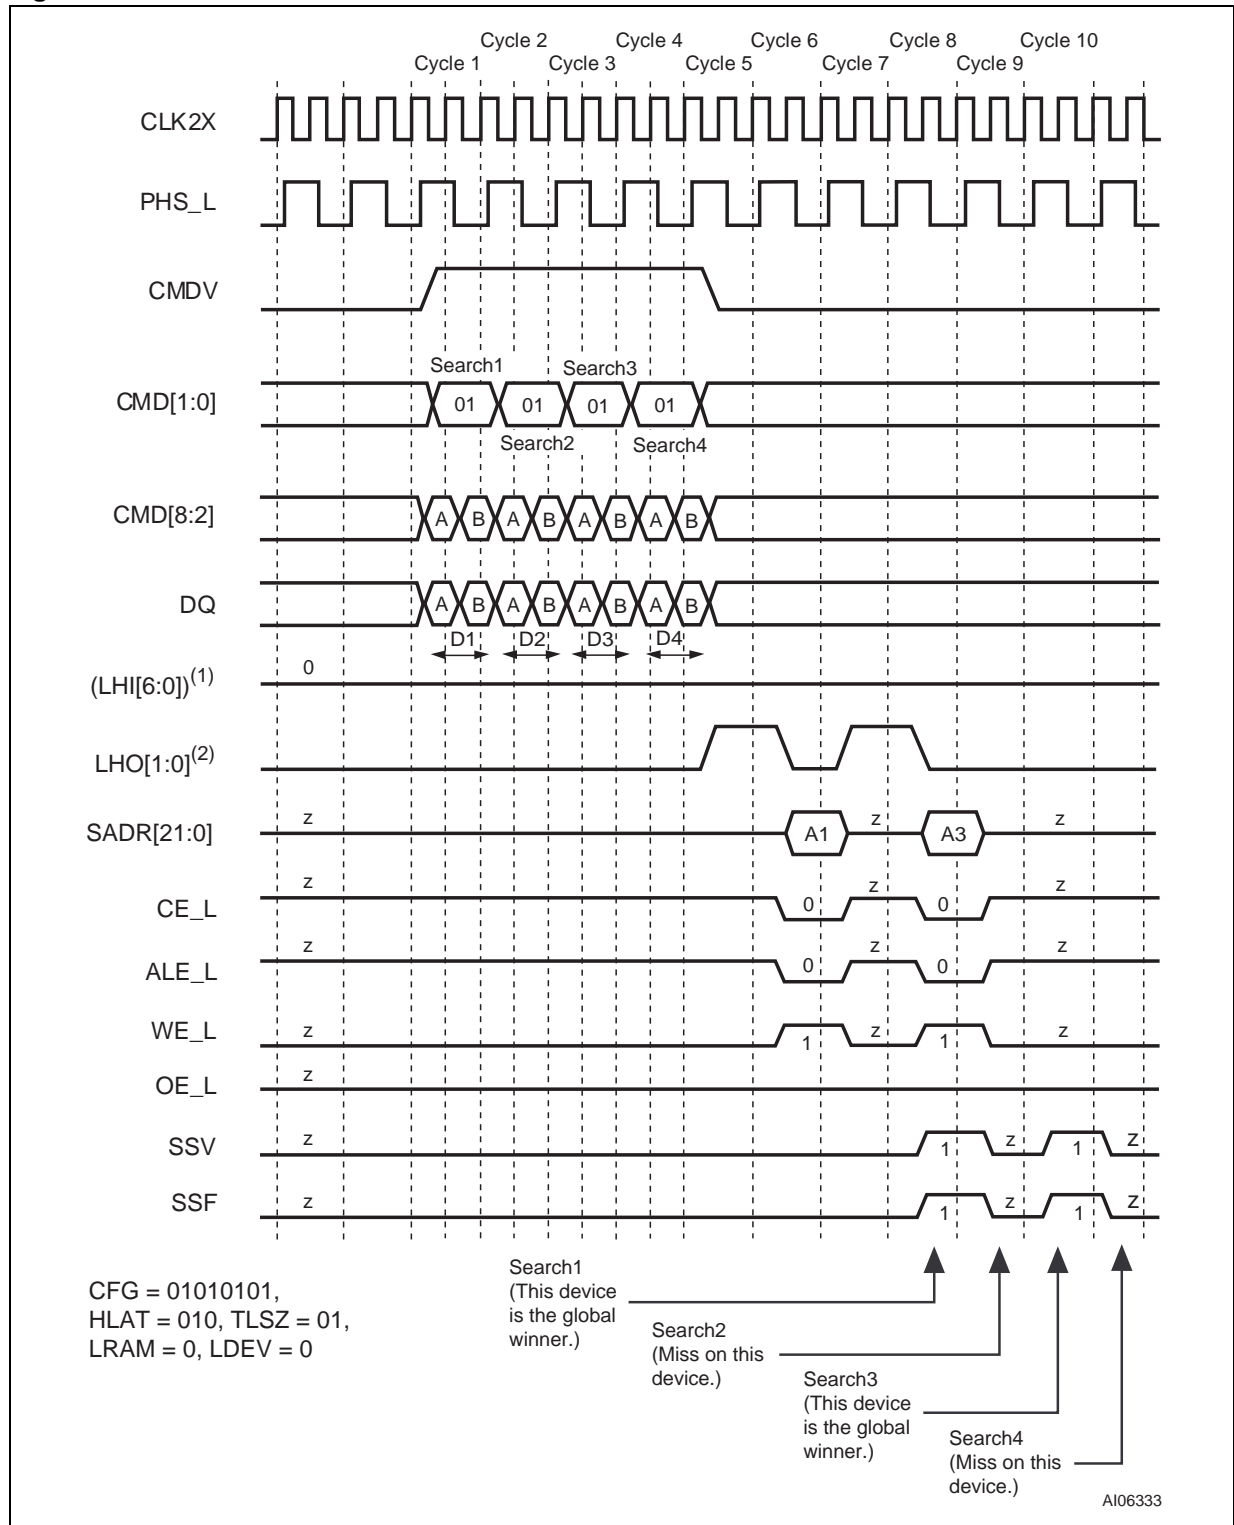 Cycle 2 Cycle 4 Cycle 6 Cycle 8 Cycle 10
Cycle 1 Cycle 3 Cycle 5 Cycle 7 Cycle 9
CLK2X
PHS_L
CMDV
Search1 Search3
CMD[1:0] 01 01 01 01
Search2 Search4
CMD[8:2] A B A B A B A B
DQ A B A B A B A B
D1 D2 D3 D4
(LHI[6:0])(1) 0
LHO[1:0](2)
SADR[21:0] z A1 z A3 z
CE_L z 0 z 0 z
ALE_L z 0 z 0 z
WE_L z 1 z 1 z
OE_L z
SSV z 1 z 1 z
SSF z 1 z 1 z
CFG = 01010101,
HLAT = 010, TLSZ = 01,
LRAM = 0, LDEV = 0
Search1
(This device
is the global
winner.)
Search2
(Miss on this
device.)
Search3
(This device
is the global
winner.)
Search4
(Miss on this
device.)
AI06333